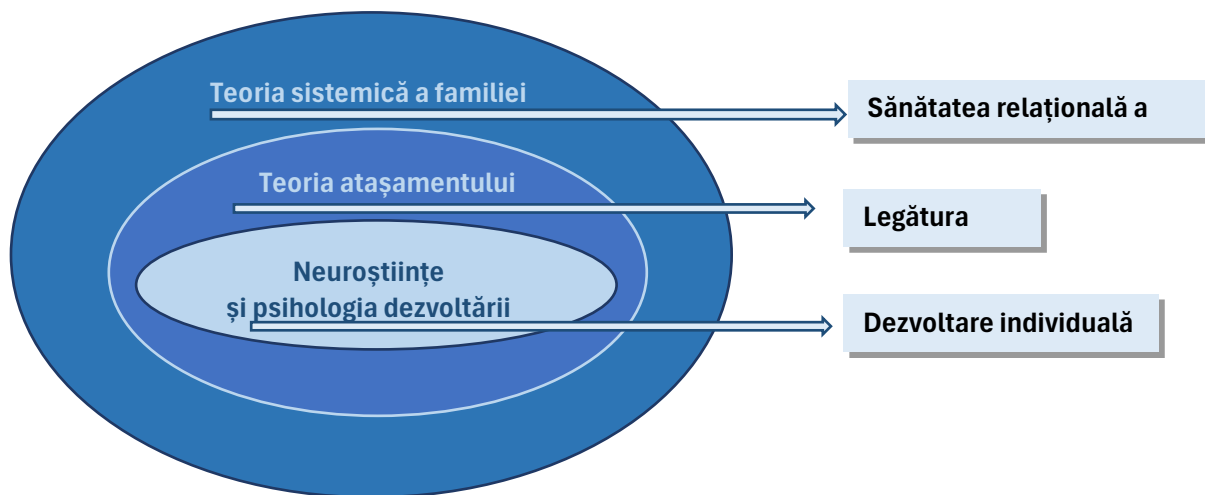 Teoria sistemică a familiei
Sănătatea relațională a
Teoria atașamentului
Legătura
Neuroștiințe
și psihologia dezvoltării
Dezvoltare individuală